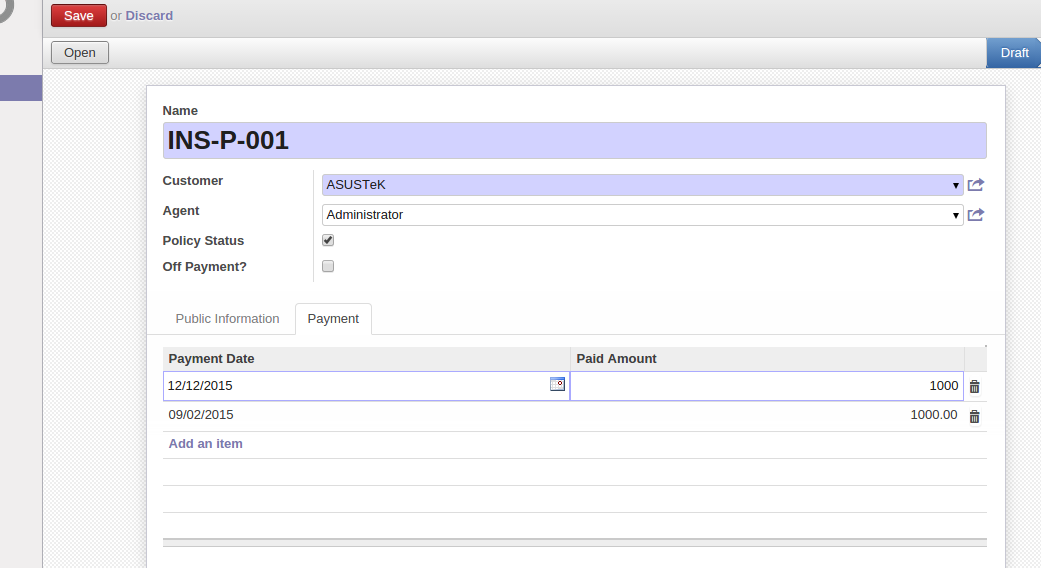 Save or Discard
Open Draft
Name
INS-P-001
Customer ASUSTeK
Agent Administrator
Policy Status
Off Payment?
Public Information Payment
Payment Date Paid Amount
12/12/2015 1000
09/02/2015 1000.00
Add an item